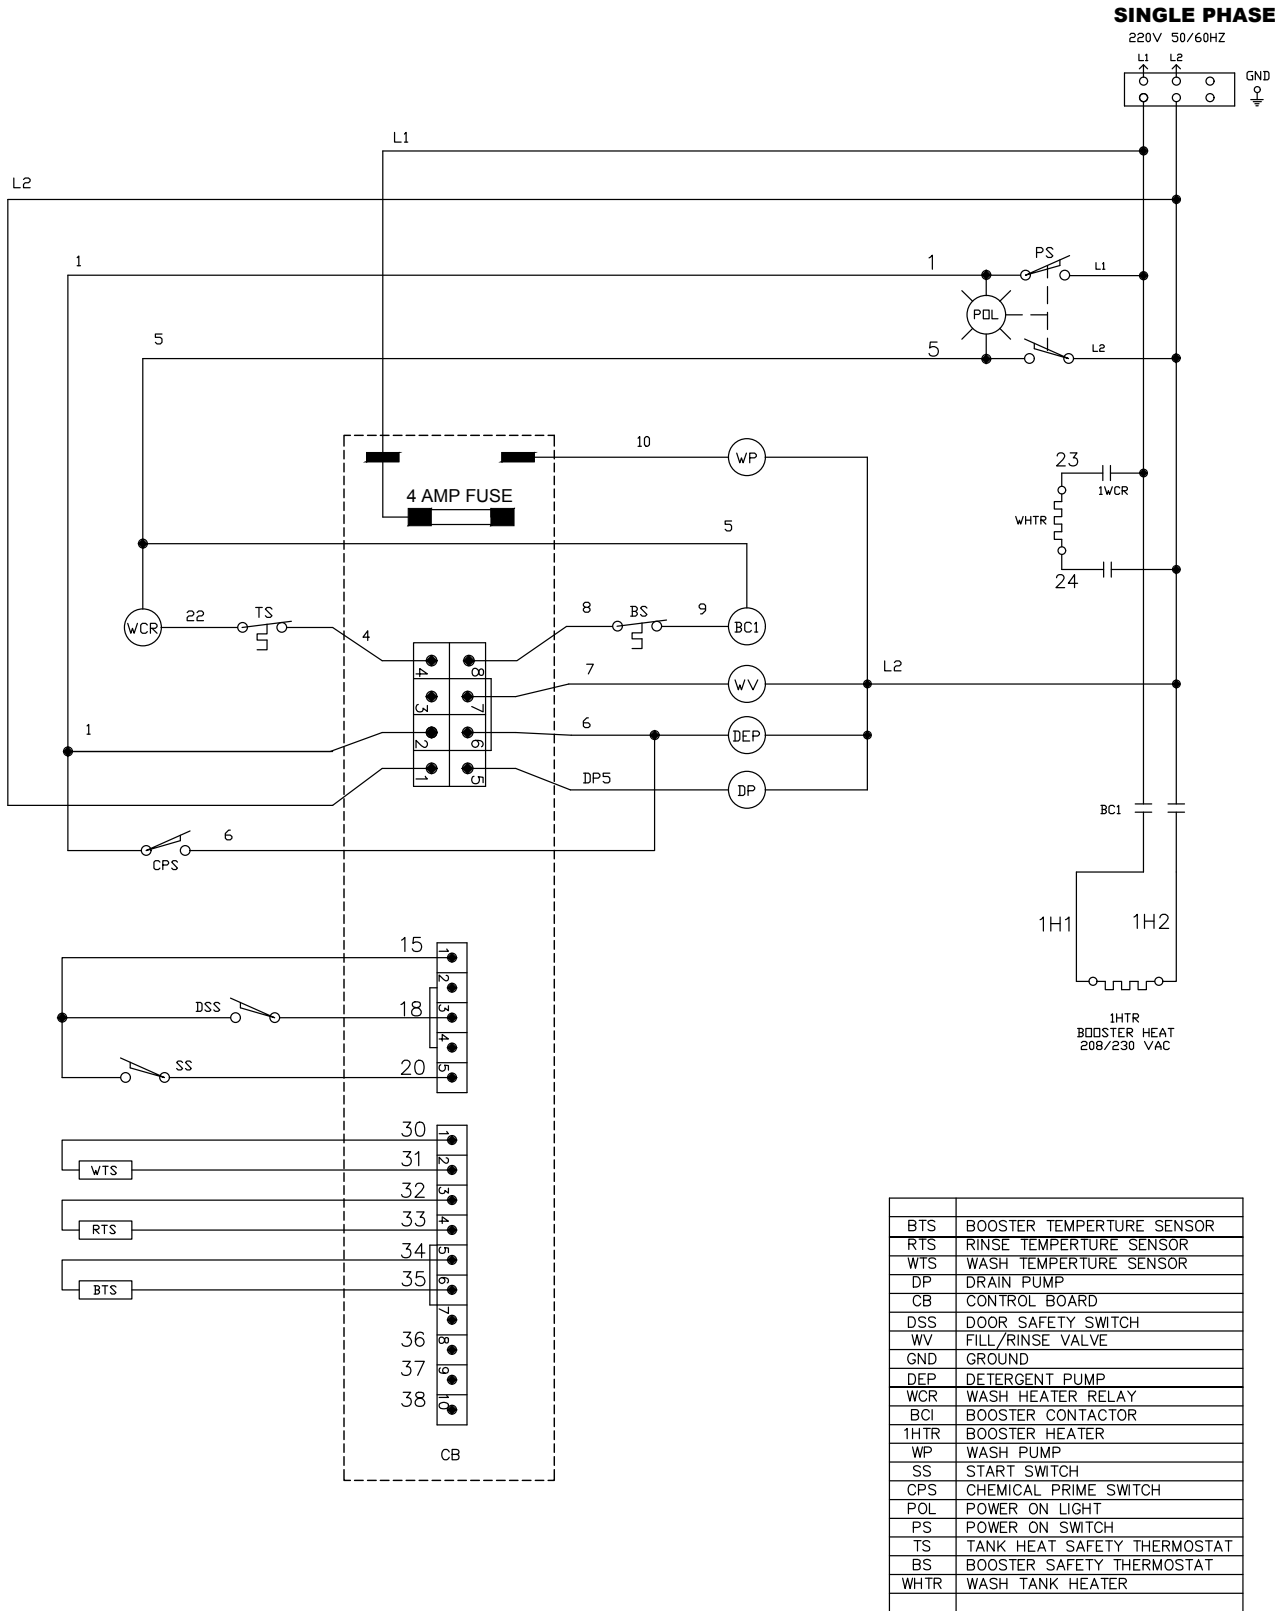 SINGLE PHASE
220V 50/60HZ
L1 L2
GND
L1
L2
1
1 PS L1
POL
5
5 L2
10 WP
23
1WCR
4 AMP FUSE
WHTR
5
24
WCR 22 TS 4
8 BS 9 BC1
4 8
7 WV L2
3 7
1
6 DEP
2 6
DP5 DP
1 5
BC1
6
CPS
1H1 1H2
15 1
2
DSS 18 3
4
SS 20 5
1HTR
BOOSTER HEAT
208/230 VAC
30 1
WTS 31 2
32 3
RTS 33 4
34 5
BTS 35 6
7
36 8
37 9
38 10
CB
BTS BOOSTER TEMPERTURE SENSOR
RTS RINSE TEMPERTURE SENSOR
WTS WASH TEMPERTURE SENSOR
DP DRAIN PUMP
CB CONTROL BOARD
DSS DOOR SAFETY SWITCH
WV FILL/RINSE VALVE
GND GROUND
DEP DETERGENT PUMP
WCR WASH HEATER RELAY
BCI BOOSTER CONTACTOR
1HTR BOOSTER HEATER
WP WASH PUMP
SS START SWITCH
CPS CHEMICAL PRIME SWITCH
POL POWER ON LIGHT
PS POWER ON SWITCH
TS TANK HEAT SAFETY THERMOSTAT
BS BOOSTER SAFETY THERMOSTAT
WHTR WASH TANK HEATER